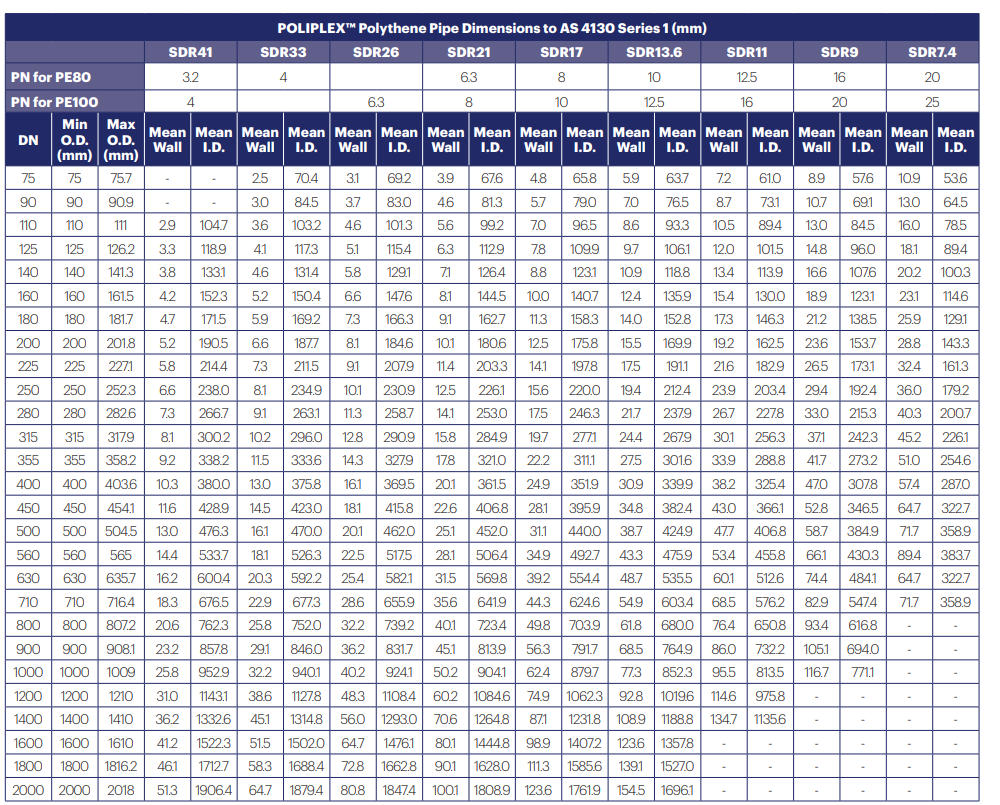 POLIPLEX™ Polythene Pipe Dimensions to AS 4130 Series 1 (mm)
SDR41 SDR33 SDR26 SDR21 SDR17 SDR13.6 SDR11 SDR9 SDR7.4
PN for PE80 3.2 4 6.3 8 10 12.5 16 20
PN for PE100 4 6.3 8 10 12.5 16 20 25
DN Min O.D. (mm) Max O.D. (mm) Mean Wall Mean I.D. Mean Wall Mean I.D. Mean Wall Mean I.D. Mean Wall Mean I.D. Mean Wall Mean I.D. Mean Wall Mean I.D. Mean Wall Mean I.D. Mean Wall Mean I.D. Mean Wall Mean I.D.
75 75 75.7 - - 2.5 70.4 3.1 69.2 3.9 67.6 4.8 65.8 5.9 63.7 7.2 61.0 8.9 57.6 10.9 53.6
90 90 90.9 - - 3.0 84.5 3.7 83.0 4.6 81.3 5.7 79.0 7.0 76.5 8.7 73.1 10.7 69.1 13.0 64.5
110 110 111 2.9 104.7 3.6 103.2 4.6 101.3 5.6 99.2 7.0 96.5 8.6 93.3 10.5 89.4 13.0 84.5 16.0 78.5
125 125 126.2 3.3 118.9 4.1 117.3 5.1 115.4 6.3 112.9 7.8 109.9 9.7 106.1 12.0 101.5 14.8 96.0 18.1 89.4
140 140 141.3 3.8 133.1 4.6 131.4 5.8 129.1 7.1 126.4 8.8 123.1 10.9 118.8 13.4 113.9 16.6 107.6 20.2 100.3
160 160 161.5 4.2 152.3 5.2 150.4 6.6 147.6 8.1 144.5 10.0 140.7 12.4 135.9 15.4 130.0 18.9 123.1 23.1 114.6
180 180 181.7 4.7 171.5 5.9 169.2 7.3 166.3 9.1 162.7 11.3 158.3 14.0 152.8 17.3 146.3 21.2 138.5 25.9 129.1
200 200 201.8 5.2 190.5 6.6 187.7 8.1 184.6 10.1 180.6 12.5 175.8 15.5 169.9 19.2 162.5 23.6 153.7 28.8 143.3
225 225 227.1 5.8 214.4 7.3 211.5 9.1 207.9 11.4 203.3 14.1 197.8 17.5 191.1 21.6 182.9 26.5 173.1 32.4 161.3
250 250 252.3 6.6 238.0 8.1 234.9 10.1 230.9 12.5 226.1 15.6 220.0 19.4 212.4 23.9 203.4 29.4 192.4 36.0 179.2
280 280 282.6 7.3 266.7 9.1 263.1 11.3 258.7 14.1 253.0 17.5 246.3 21.7 237.9 26.7 227.8 33.0 215.3 40.3 200.7
315 315 317.9 8.1 300.2 10.2 296.0 12.8 290.9 15.8 284.9 19.7 277.1 24.4 267.9 30.1 256.3 37.1 242.3 45.2 226.1
355 355 358.2 9.2 338.2 11.5 333.6 14.3 327.9 17.8 321.0 22.2 311.1 27.5 301.6 33.9 288.8 41.7 273.2 51.0 254.6
400 400 403.6 10.3 380.0 13.0 375.8 16.1 369.5 20.1 361.5 24.9 351.9 30.9 339.9 38.2 325.4 47.0 307.8 57.4 287.0
450 450 454.1 11.6 428.9 14.5 423.0 18.1 415.8 22.6 406.8 28.1 395.9 34.8 382.4 43.0 366.1 52.8 346.5 64.7 322.7
500 500 504.5 13.0 476.3 16.1 470.0 20.1 462.0 25.1 452.0 31.1 440.0 38.7 424.9 47.7 406.8 58.7 384.9 71.7 358.9
560 560 565 14.4 533.7 18.1 526.3 22.5 517.5 28.1 506.4 34.9 492.7 43.3 475.9 53.4 455.8 66.1 430.3 89.4 383.7
630 630 635.7 16.2 600.4 20.3 592.2 25.4 582.1 31.5 569.8 39.2 554.4 48.7 535.5 60.1 512.6 74.4 484.1 64.7 322.7
710 710 716.4 18.3 676.5 22.9 677.3 28.6 655.9 35.6 641.9 44.3 624.6 54.9 603.4 68.5 576.2 82.9 547.4 71.7 358.9
800 800 807.2 20.6 762.3 25.8 752.0 32.2 739.2 40.1 723.4 49.8 703.9 61.8 680.0 76.4 650.8 93.4 616.8 - -
900 900 908.1 23.2 857.8 29.1 846.0 36.2 831.7 45.1 813.9 56.3 791.7 68.5 764.9 86.0 732.2 105.1 694.0 - -
1000 1000 1009 25.8 952.9 32.2 940.1 40.2 924.1 50.2 904.1 62.4 879.7 77.3 852.3 95.5 813.5 116.7 771.1 - -
1200 1200 1210 31.0 1143.1 38.6 1127.8 48.3 1108.4 60.2 1084.6 74.9 1062.3 92.8 1019.6 114.6 975.8 - - - -
1400 1400 1410 36.2 1332.6 45.1 1314.8 56.0 1293.0 70.6 1264.8 87.1 1231.8 108.9 1188.8 134.7 1135.6 - - - -
1600 1600 1610 41.2 1522.3 51.5 1502.0 64.7 1476.1 80.1 1444.8 98.9 1407.2 123.6 1357.8 - - - - - -
1800 1800 1816.2 46.1 1712.7 58.3 1688.4 72.8 1662.8 90.1 1628.0 111.3 1585.6 139.1 1527.0 - - - - - -
2000 2000 2018 51.3 1906.4 64.7 1879.4 80.8 1847.4 100.1 1808.9 123.6 1761.9 154.5 1696.1 - - - - - -